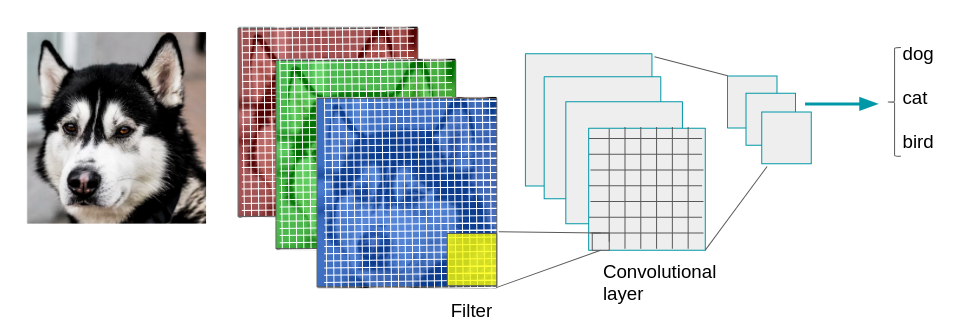 dog
cat
bird
Convolutional
layer
Filter